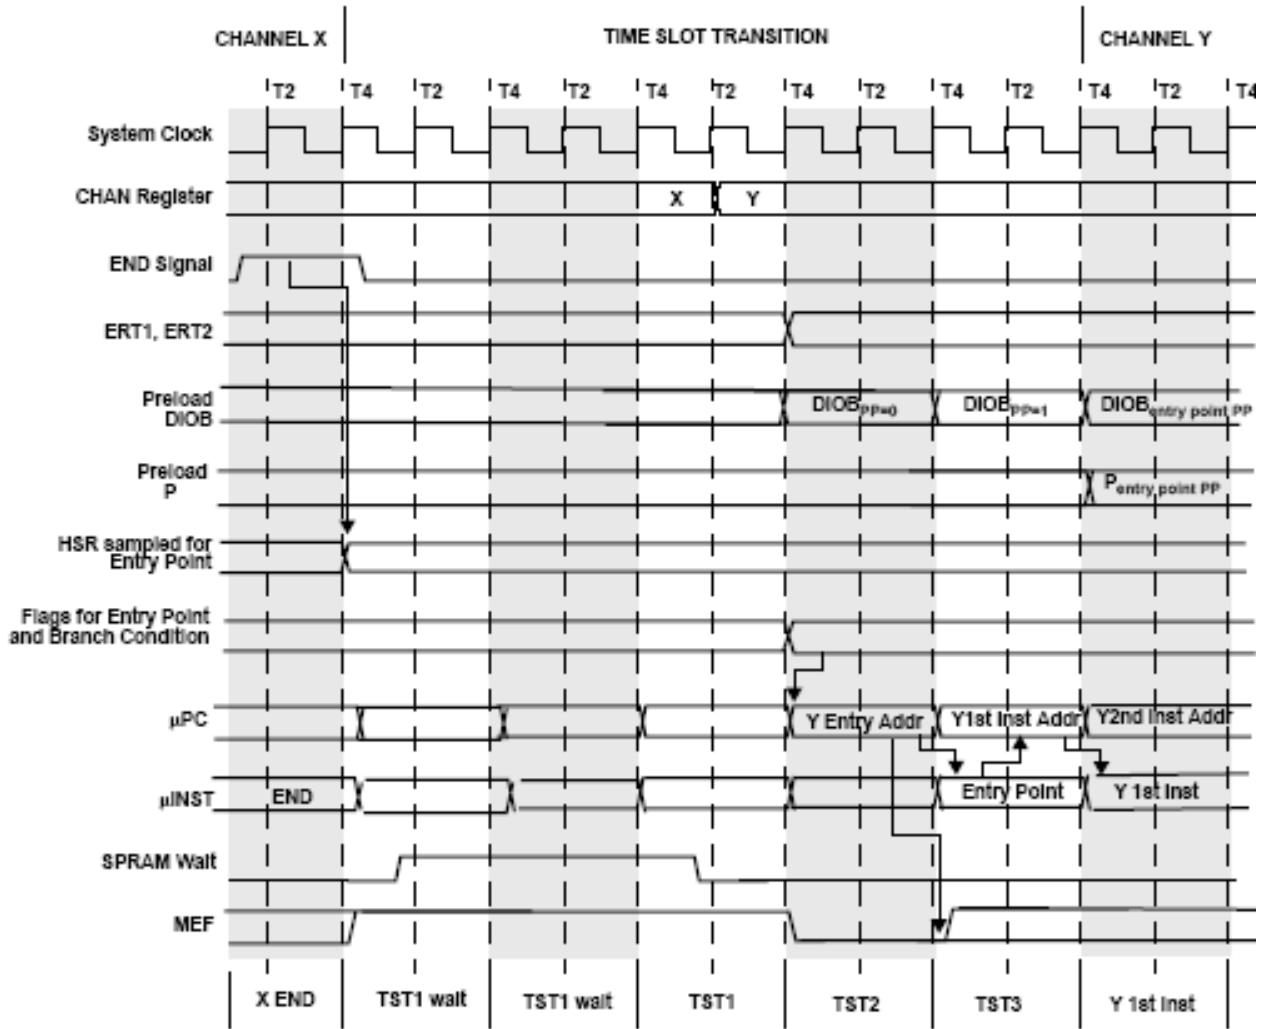 CHANNEL X TIME SLOT TRANSITION CHANNEL Y
T2 T4 T2 T4 T2 T4 T2 T4 T2 T4 T2 T4 T2 T4
System Clock
CHAN Register X Y
END Signal
ERT1, ERT2
Preload
DIOB
DIOBPP=0 DIOBPP=1 DIOBentry point PP
Preload
P
Pentry point PP
HSR sampled for
Entry Point
Flags for Entry Point
and Branch Condition
µPC Y Entry Addr Y1st Inst Addr Y2nd Inst Addr
µINST END Entry Point Y 1st Inst
SPRAM Wait
MEF
X END TST1 wait TST1 wait TST1 TST2 TST3 Y 1st Inst